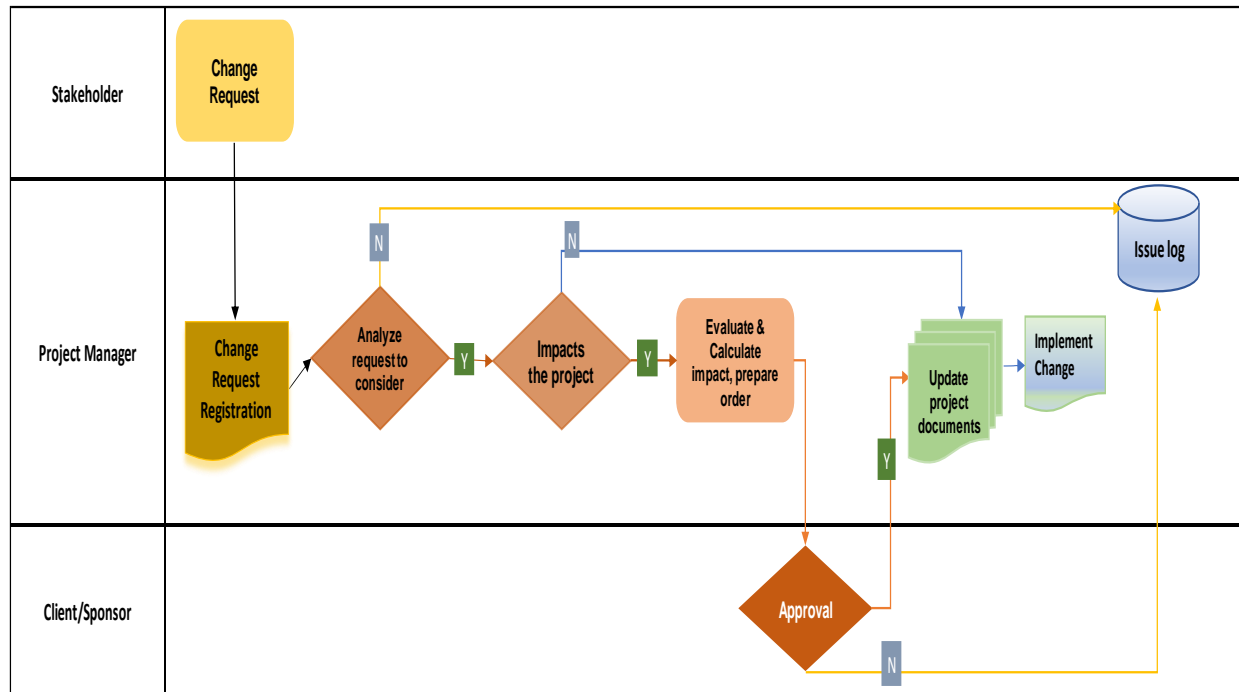 Stakeholder
Change
Request
Project Manager
Change
Request
Registration
N
Analyze
request to
consider
Y
N
Impacts
the project
Y
Evaluate &
Calculate
impact, prepare
order
Y
Update
project
documents
Implement
Change
Issue log
Client/Sponsor
Approval
N